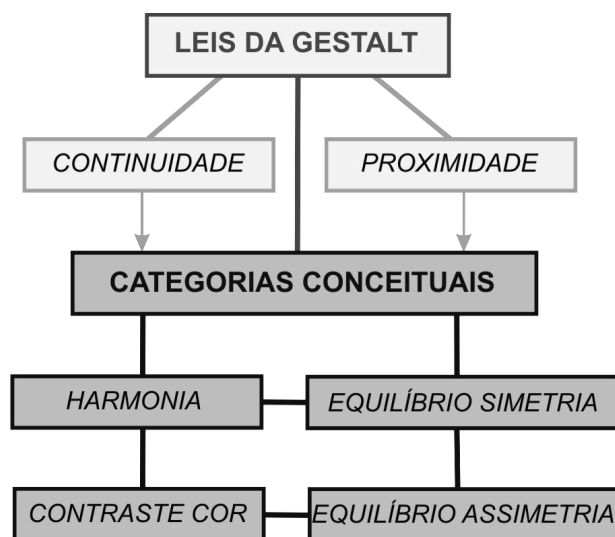 LEIS DA GESTALT
CONTINUIDADE
PROXIMIDADE
CATEGORIAS CONCEITUAIS
HARMONIA
EQUILÍBRIO SIMETRIA
CONTRASTE COR
EQUILÍBRIO ASSIMETRIA